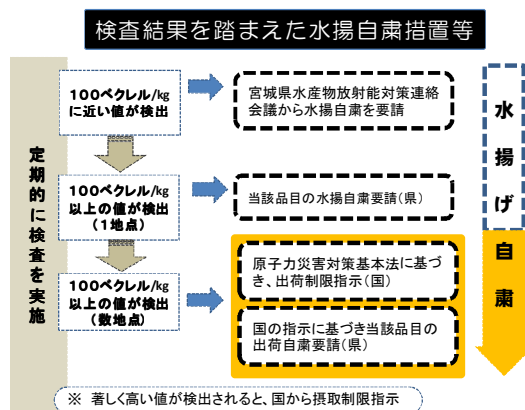 検査結果を踏まえた水揚自粛措置等
定期的に検査を実施
100ベクレル/㎏
に近い値が検出
宮城県水産物放射能対策連絡
会議から水揚自粛を要請
100ベクレル/㎏
以上の値が検出
（1地点）
当該品目の水揚自粛要請（県）
100ベクレル/㎏
以上の値が検出
（数地点）
原子力災害対策基本法に基づ
き、出荷制限指示（国）
国の指示に基づき当該品目の
出荷自粛要請（県）
水揚げ自粛
※ 著しく高い値が検出されると、国から摂取制限指示